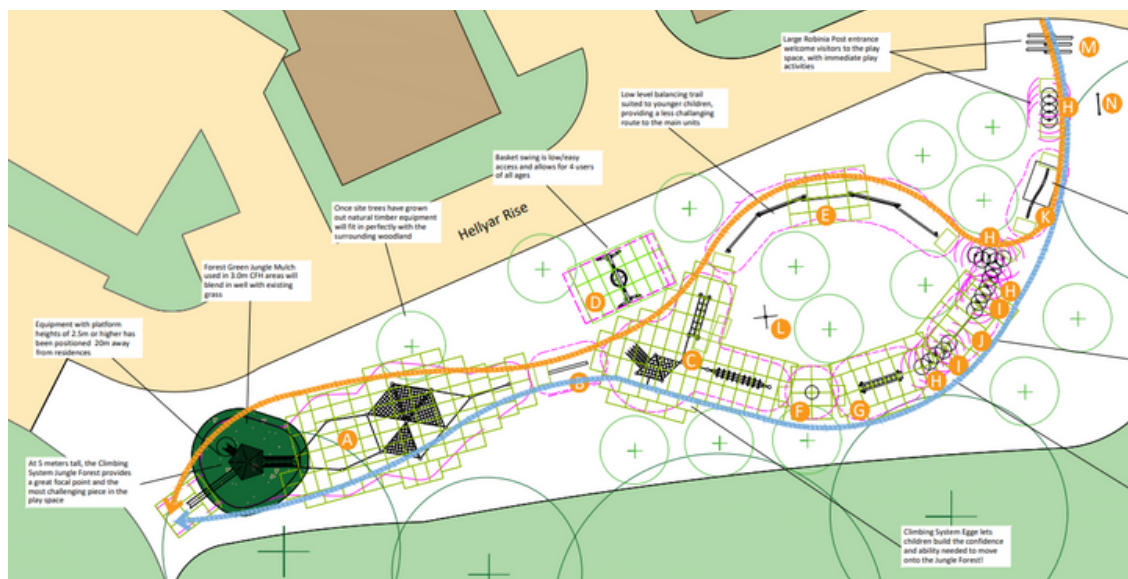 Large Robinia Post entrance
welcome visitors to the play
space, with immediate play
activities
M
H
N
Low level balancing trail
suited to younger children,
providing a less challanging
route to the main units
Basket swing is low/easy
access and allows for 4 users
of all ages
K
E
H
Once site trees have grown
out natural timber equipment
will fit in perfectly with the
surrounding woodland
Hellyar Rise
Forest Green Jungle Mulch
used in 3.0m CFH areas will
blend in well with existing
grass
D
H
I
L
J
Equipment with platform
heights of 2.5m or higher has
been positioned 20m away
from residences
C
I
H
B
F
G
A
At 5 meters tall, the Climbing
System Jungle Forest provides
a great focal point and the
most challenging piece in the
play space
Climbing System Egge lets
children build the confidence
and ability needed to move
onto the Jungle Forest!